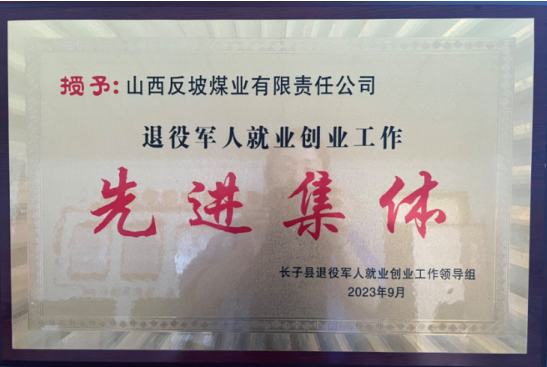 授予:山西反坡煤业有限责任公司
退役军人就业创业工作
先进集体
长子县退役军人就业创业工作领导组
2023年9月